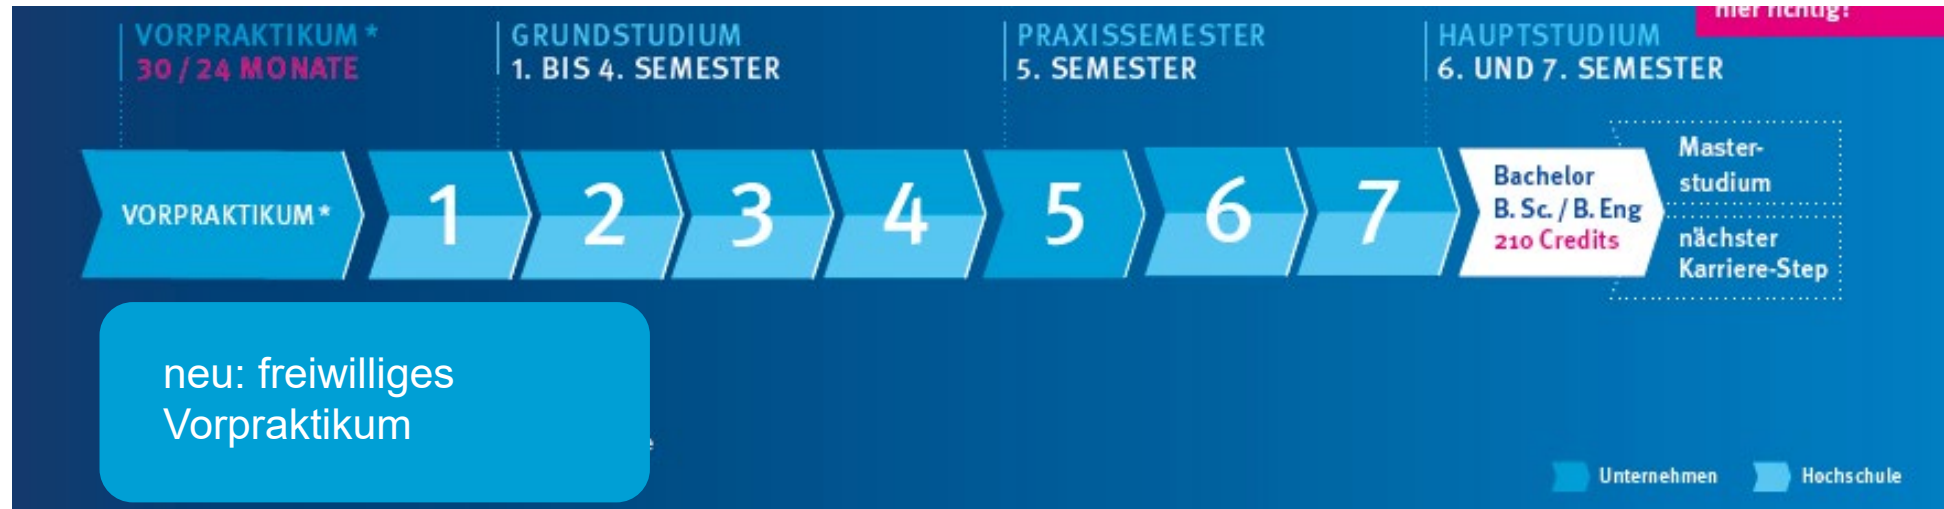 hier richtig!
VORPRAKTIKUM *
30 / 24 MONATE
GRUNDSTUDIUM
1. BIS 4. SEMESTER
PRAXISSEMESTER
5. SEMESTER
HAUPTSTUDIUM
6. UND 7. SEMESTER
VORPRAKTIKUM *
1
2
3
4
5
6
7
Bachelor
B. Sc. / B. Eng
210 Credits
Master-
studium
nächster
Karriere-Step
neu: freiwilliges
Vorpraktikum
Unternehmen
Hochschule